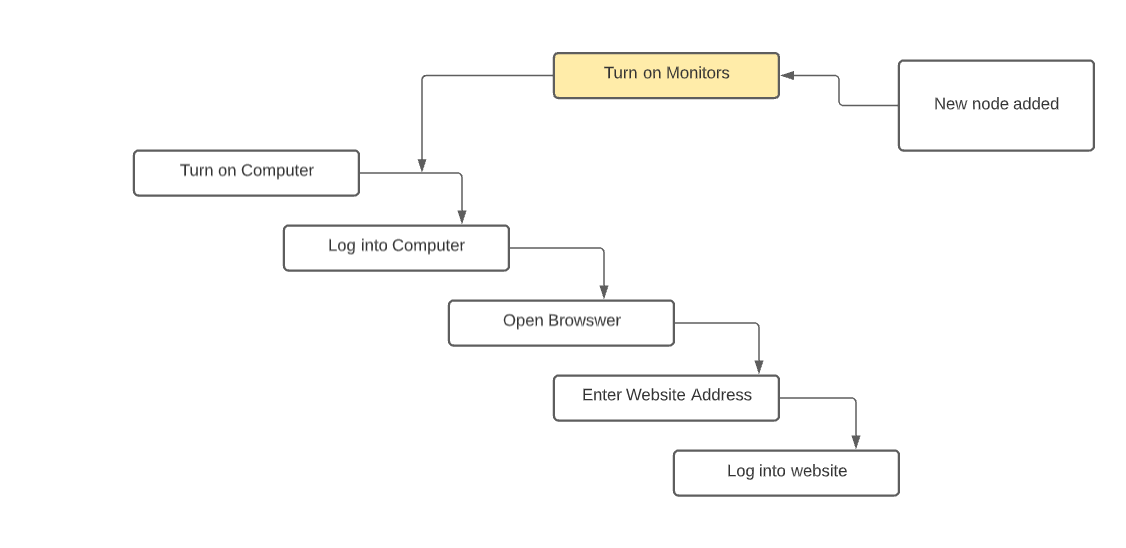 Turn on Monitors
New node added
Turn on Computer
Log into Computer
Open Browswer
Enter Website Address
Log into website